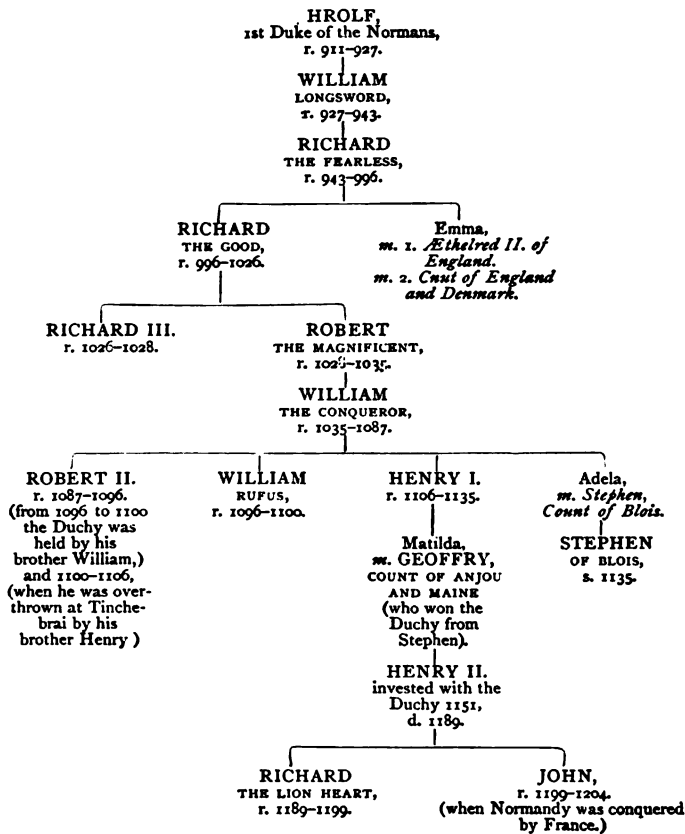 HROLF,
1st Duke of the Normans,
r. 911–927.
WILLIAM
LONGSWORD,
r. 927–943.
RICHARD
THE FEARLESS,
r. 943–996.
RICHARD
THE GOOD,
r. 996–1026.
Emma,
m. 1. Æthelred II. of
England.
m. 2. Cnut of England
and Denmark.
RICHARD III.
r. 1026–1028.
ROBERT
THE MAGNIFICENT,
r. 1028–1035.
WILLIAM
THE CONQUEROR,
r. 1035–1087.
ROBERT II.
r. 1087–1096.
(from 1096 to 1100
the Duchy was
held by his
brother William,)
and 1100–1106,
(when he was over-
thrown at Tinche-
brai by his
brother Henry )
WILLIAM
RUFUS,
r. 1096–1100.
HENRY I.
r. 1106–1135.
Matilda,
m. GEOFFRY,
COUNT OF ANJOU
AND MAINE
(who won the
Duchy from
Stephen).
Adela,
m. Stephen,
Count of Blois.
STEPHEN
OF BLOIS,
s. 1135.
HENRY II.
invested with the
Duchy 1151,
d. 1189.
RICHARD
THE LION HEART,
r. 1189–1199.
JOHN,
r. 1199–1204.
(when Normandy was conquered
by France.)